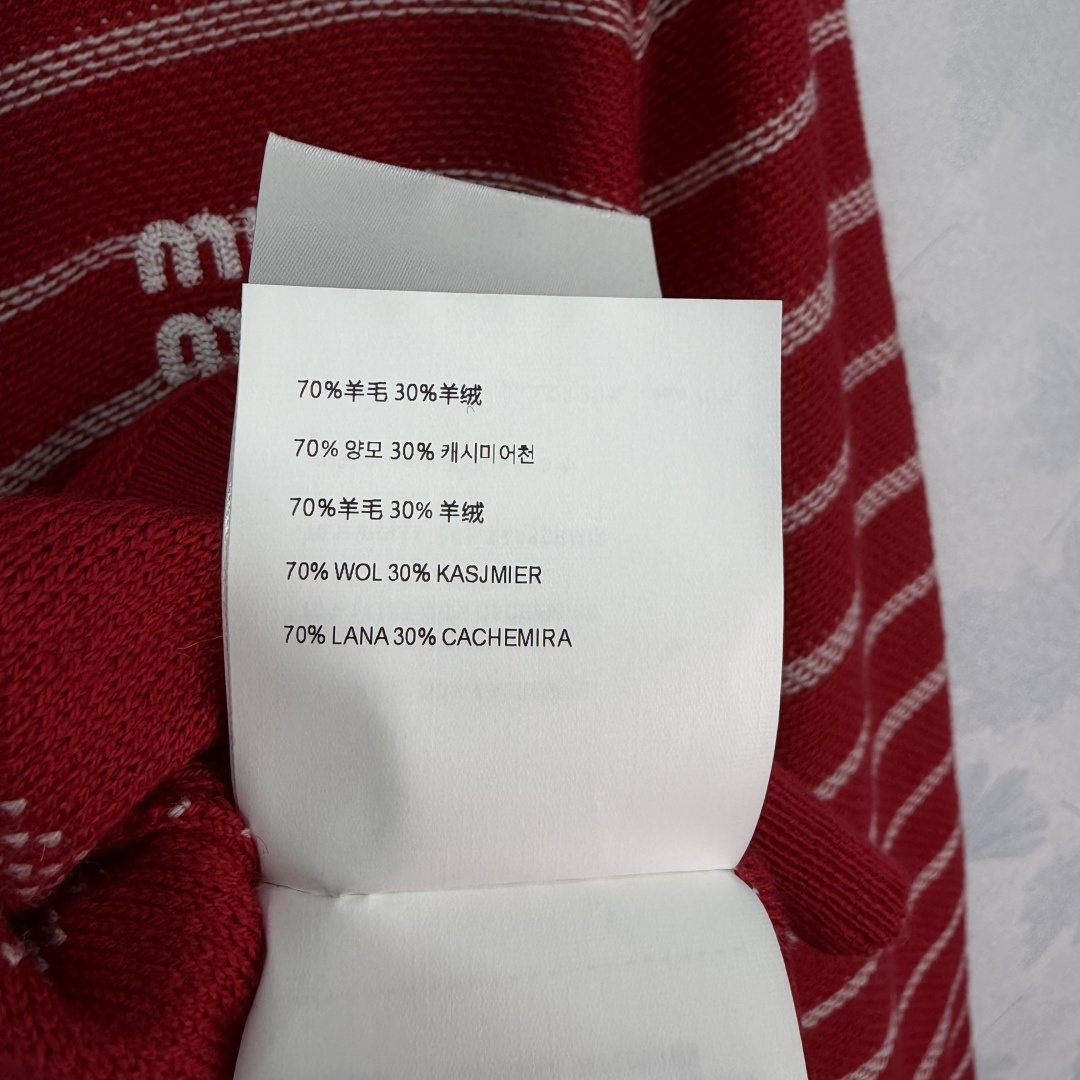 70%羊毛 30%羊绒
70% 양모 30% 캐시미어천
70%羊毛 30% 羊绒
70% WOL 30% KASJMIER
70% LANA 30% CACHEMIRA